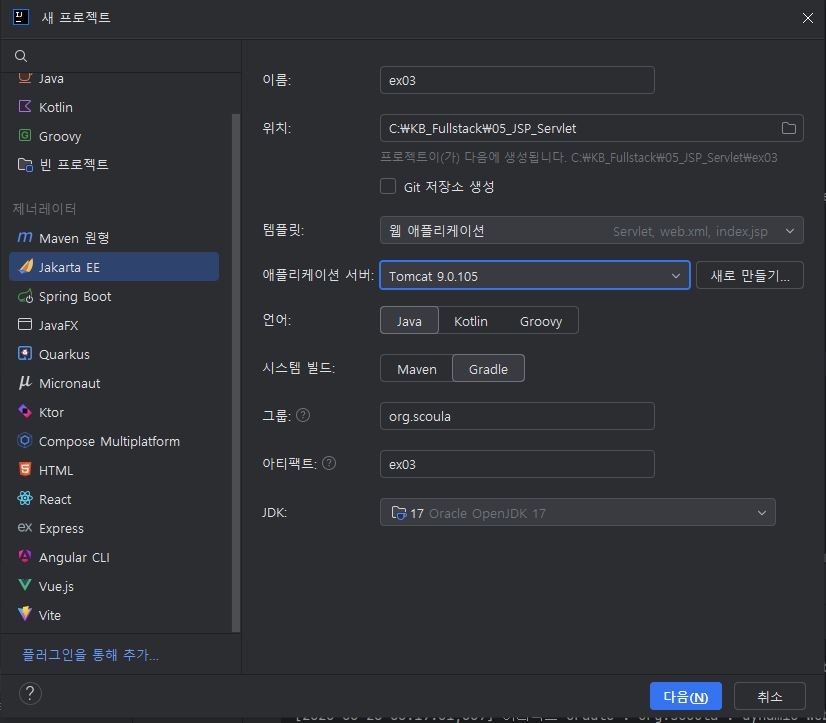 새 프로젝트
Java
Kotlin
Groovy
빈 프로젝트
제너레이터
Maven 원형
Jakarta EE
Spring Boot
JavaFX
Quarkus
Micronaut
Ktor
Compose Multiplatform
HTML
React
ex Express
Angular CLI
Vue.js
Vite
플러그인을 통해 추가...
이름: ex03
위치: C:₩KB_Fullstack₩05_JSP_Servlet
프로젝트이(가) 다음에 생성됩니다. C:₩KB_Fullstack₩05_JSP_Servlet₩ex03
Git 저장소 생성
템플릿: 웹 애플리케이션 Servlet, web.xml, index.jsp
애플리케이션 서버: Tomcat 9.0.105 새로 만들기...
언어: Java Kotlin Groovy
시스템 빌드: Maven Gradle
그룹: ? org.scoula
아티팩트: ? ex03
JDK: 17 Oracle OpenJDK 17
? 다음(N) 취소